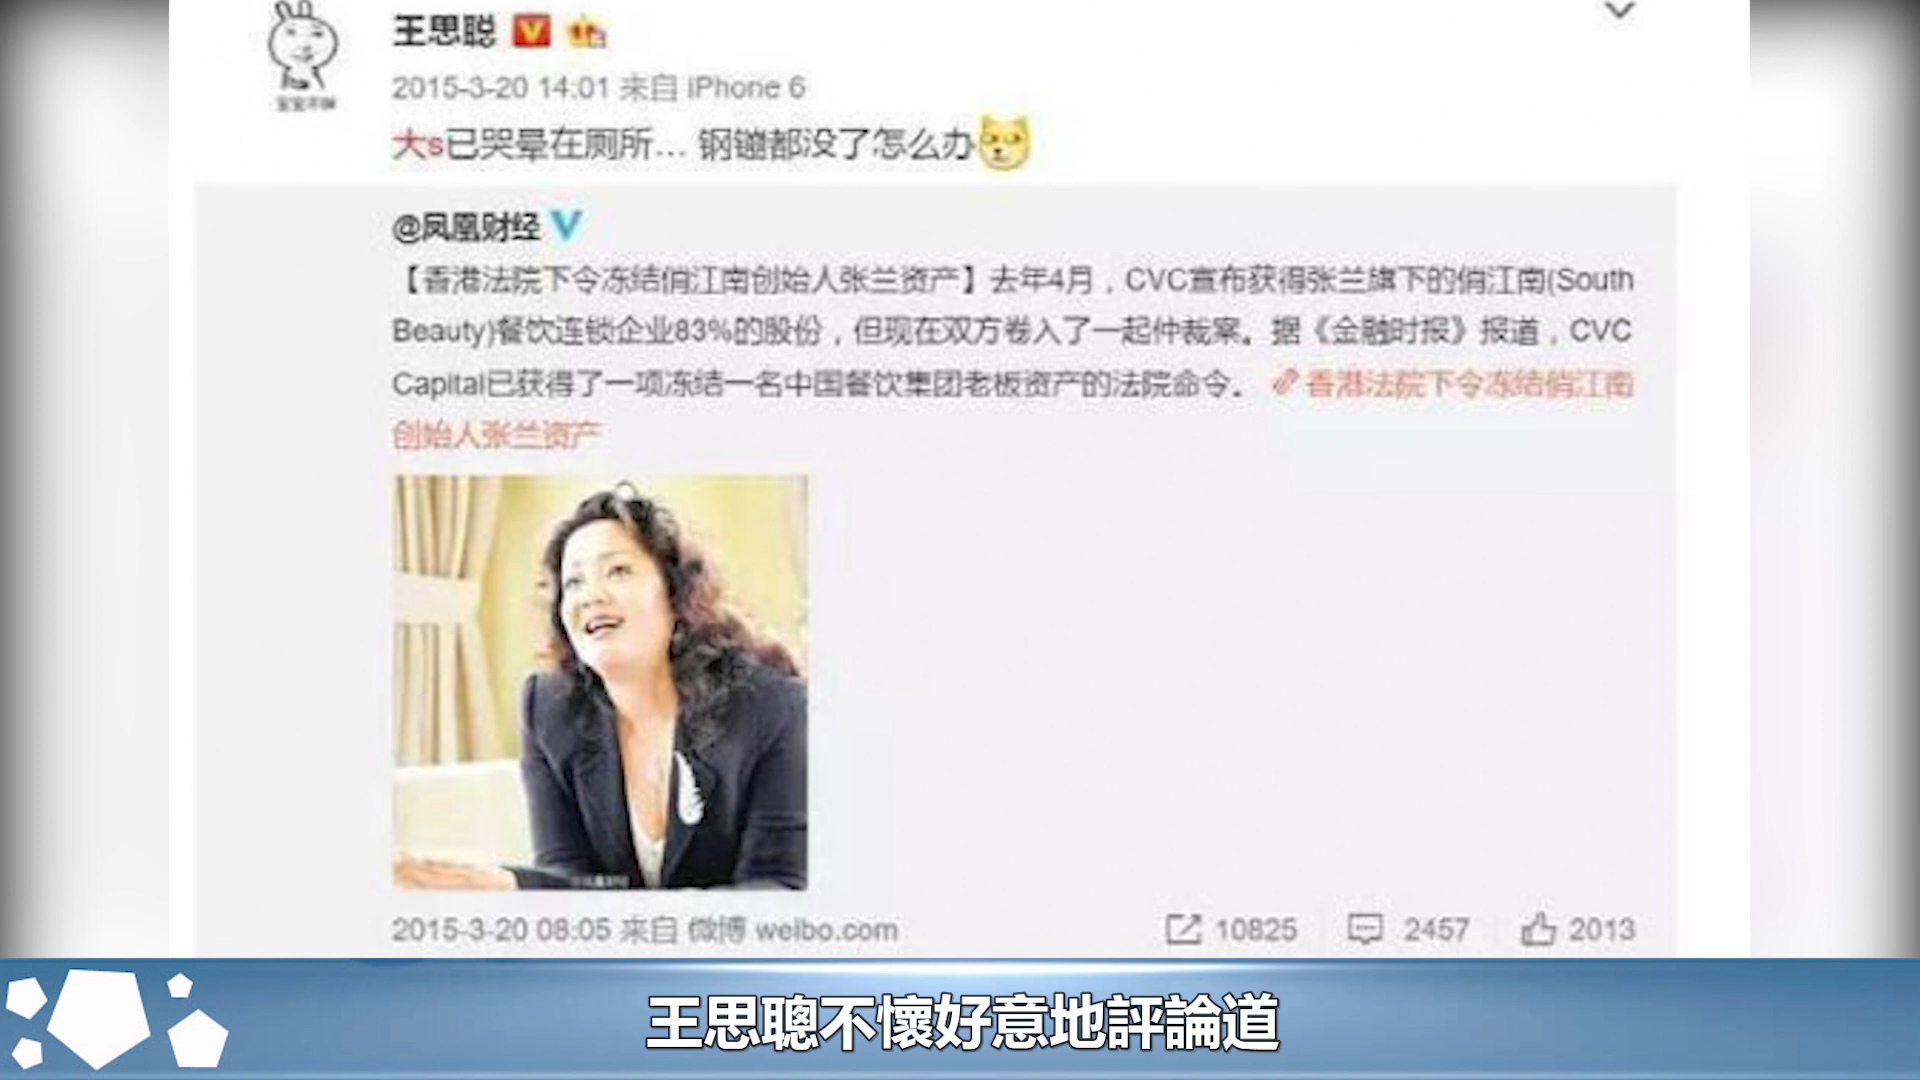 王思聪
2015-3-20 14:01 来自 iPhone 6
大s已哭晕在厕所... 钢镚都没了怎么办
@凤凰财经
【香港法院下令冻结俏江南创始人张兰资产】去年4月，CVC宣布获得张兰旗下的俏江南(South
Beauty)餐饮连锁企业83%的股份，但现在双方卷入了一起仲裁案。据《金融时报》报道，CVC
Capital已获得了一项冻结一名中国餐饮集团老板资产的法院命令。 香港法院下令冻结俏江南
创始人张兰资产
2015-3-20 08:05 来自 微博 weibo.com
10825 2457 2013
王思聰不懷好意地評論道